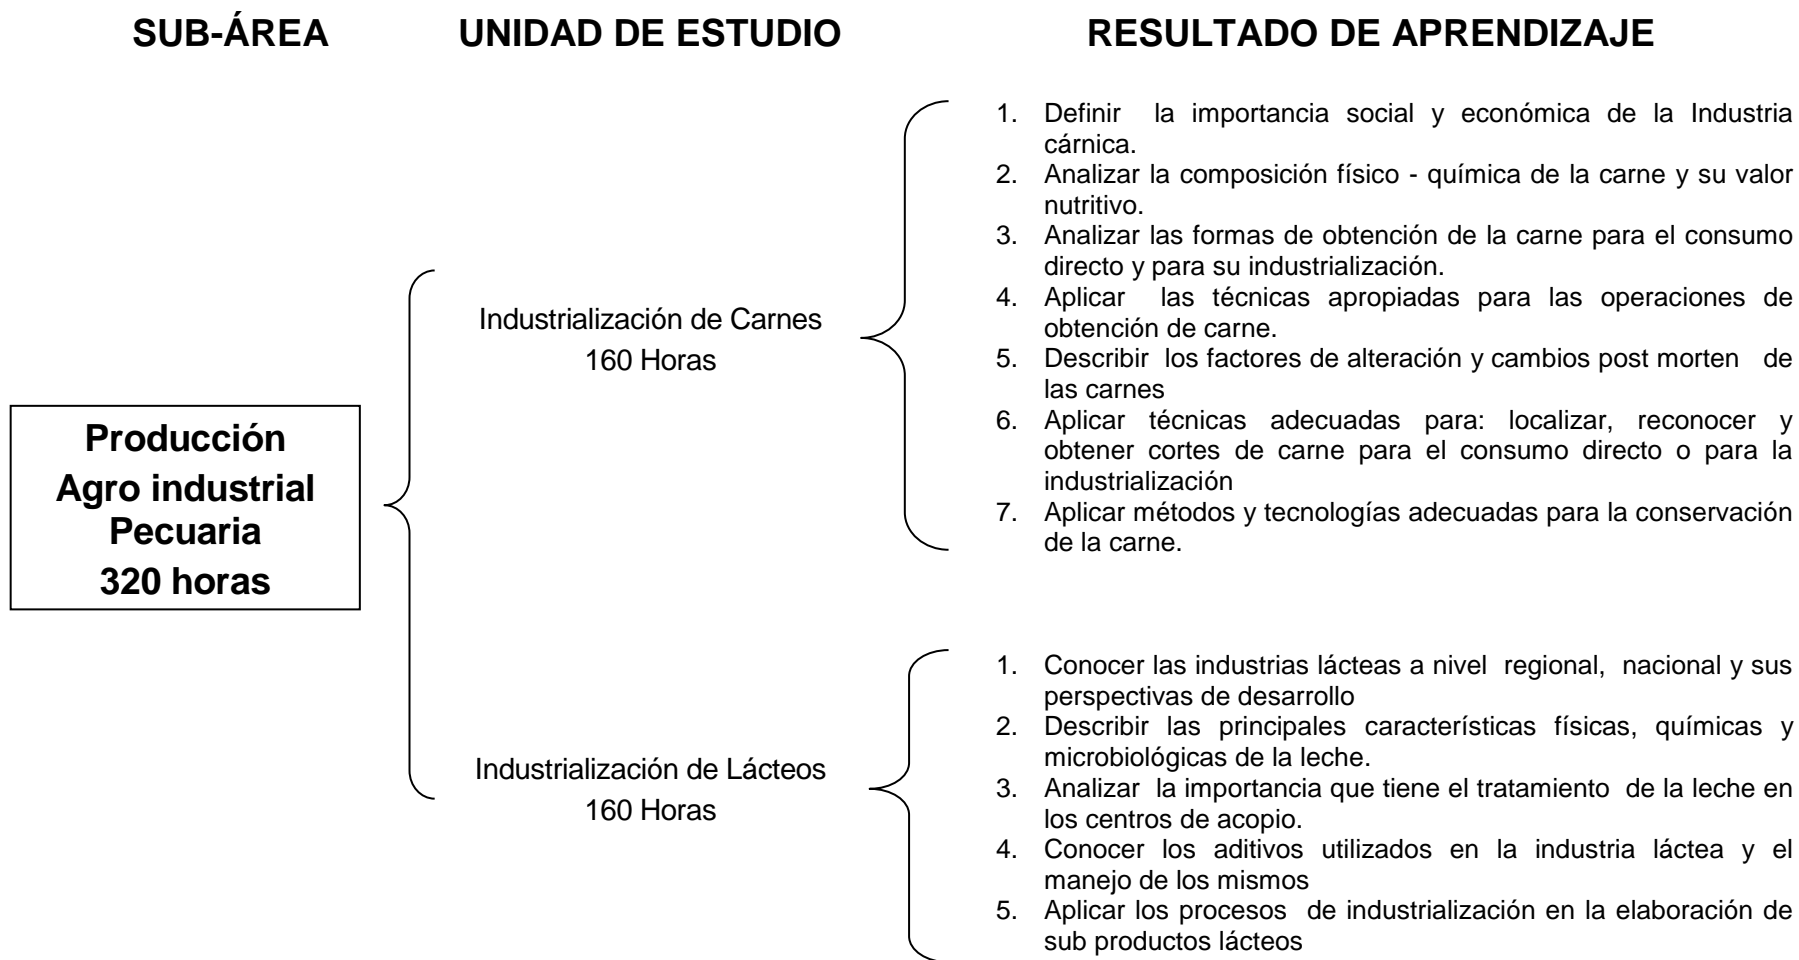 SUB-ÁREA UNIDAD DE ESTUDIO RESULTADO DE APRENDIZAJE
Producción
Agro industrial
Pecuaria
320 horas
Industrialización de Carnes
160 Horas
1. Definir la importancia social y económica de la Industria
cárnica.
2. Analizar la composición físico - química de la carne y su valor
nutritivo.
3. Analizar las formas de obtención de la carne para el consumo
directo y para su industrialización.
4. Aplicar las técnicas apropiadas para las operaciones de
obtención de carne.
5. Describir los factores de alteración y cambios post morten de
las carnes
6. Aplicar técnicas adecuadas para: localizar, reconocer y
obtener cortes de carne para el consumo directo o para la
industrialización
7. Aplicar métodos y tecnologías adecuadas para la conservación
de la carne.
Industrialización de Lácteos
160 Horas
1. Conocer las industrias lácteas a nivel regional, nacional y sus
perspectivas de desarrollo
2. Describir las principales características físicas, químicas y
microbiológicas de la leche.
3. Analizar la importancia que tiene el tratamiento de la leche en
los centros de acopio.
4. Conocer los aditivos utilizados en la industria láctea y el
manejo de los mismos
5. Aplicar los procesos de industrialización en la elaboración de
sub productos lácteos